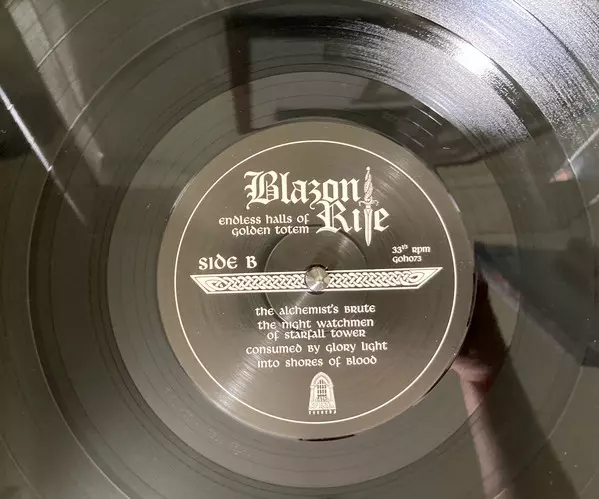 Blazon
Rite
endless halls of
golden totem
SIDE B
33⅓ RPM
GOH073
the alchemist's brute
the night watchmen
of starfall tower
consumed by glory light
into shores of blood
records